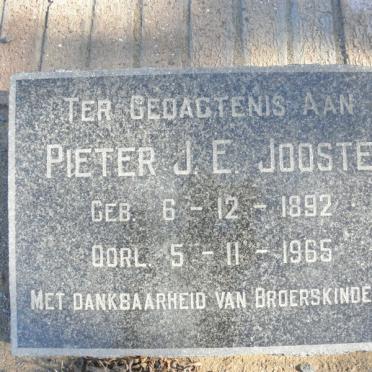 TER GEDAGTENIS AAN
PIETER J. E. JOOSTE
GEB. 6 - 12 - 1892
OORL. 5 - 11 - 1965
MET DANKBAARHEID VAN BROERSKINDE